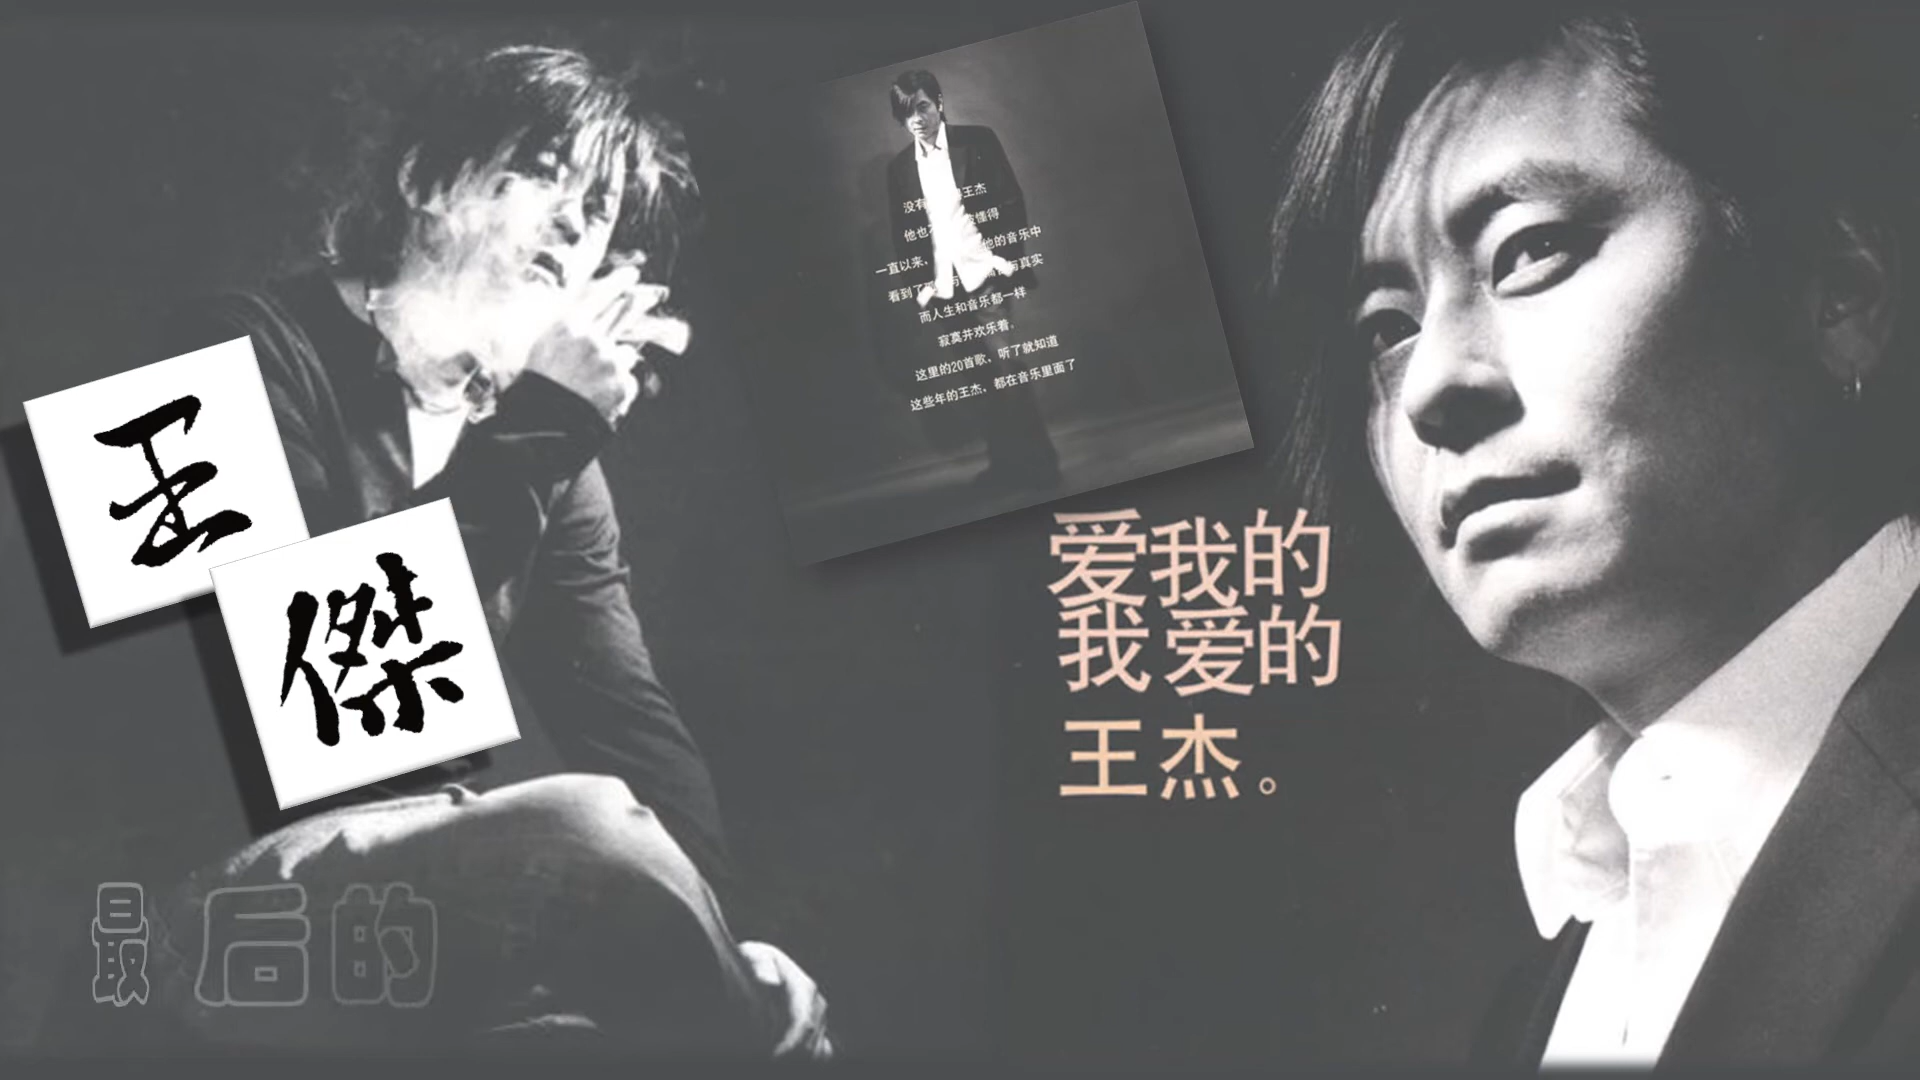 王
傑
没有 王杰
他也 懂得
一直以来、 他的音乐中
看到了 与真实
而人生和音乐都一样
寂寞并欢乐着,
这里的20首歌、听了就知道
这些年的王杰、都在音乐里面了
爱我的
我爱的
王杰。
最后的